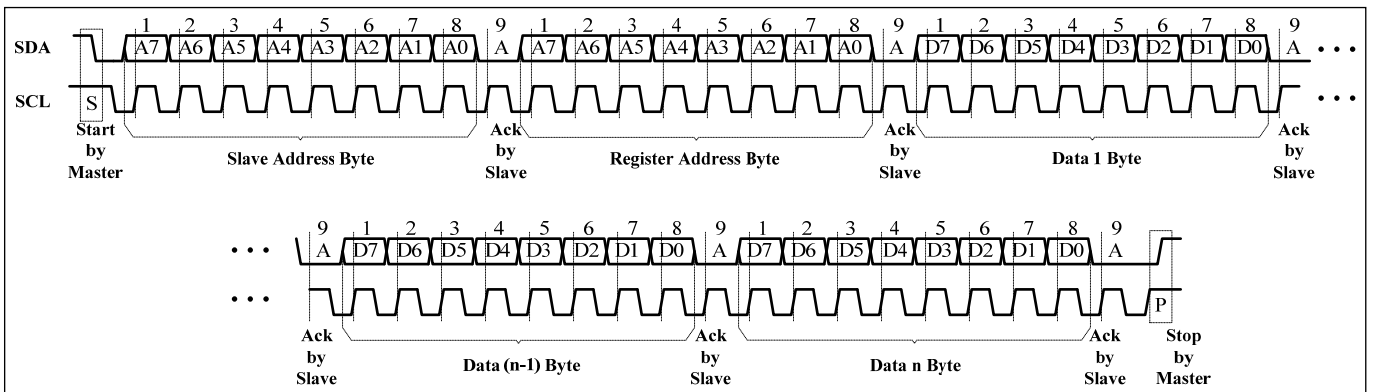 1 2 3 4 5 6 7 8 9 1 2 3 4 5 6 7 8 9 1 2 3 4 5 6 7 8 9
SDA A7 A6 A5 A4 A3 A2 A1 A0 A A7 A6 A5 A4 A3 A2 A1 A0 A D7 D6 D5 D4 D3 D2 D1 D0 A • • •
SCL S • • •
Start by Master
Slave Address Byte
Ack by Slave
Register Address Byte
Ack by Slave
Data 1 Byte
Ack by Slave
9 1 2 3 4 5 6 7 8 9 1 2 3 4 5 6 7 8 9
• • • A D7 D6 D5 D4 D3 D2 D1 D0 A D7 D6 D5 D4 D3 D2 D1 D0 A
• • • P
Ack by Slave
Data (n-1) Byte
Ack by Slave
Data n Byte
Ack by Slave
Stop by Master